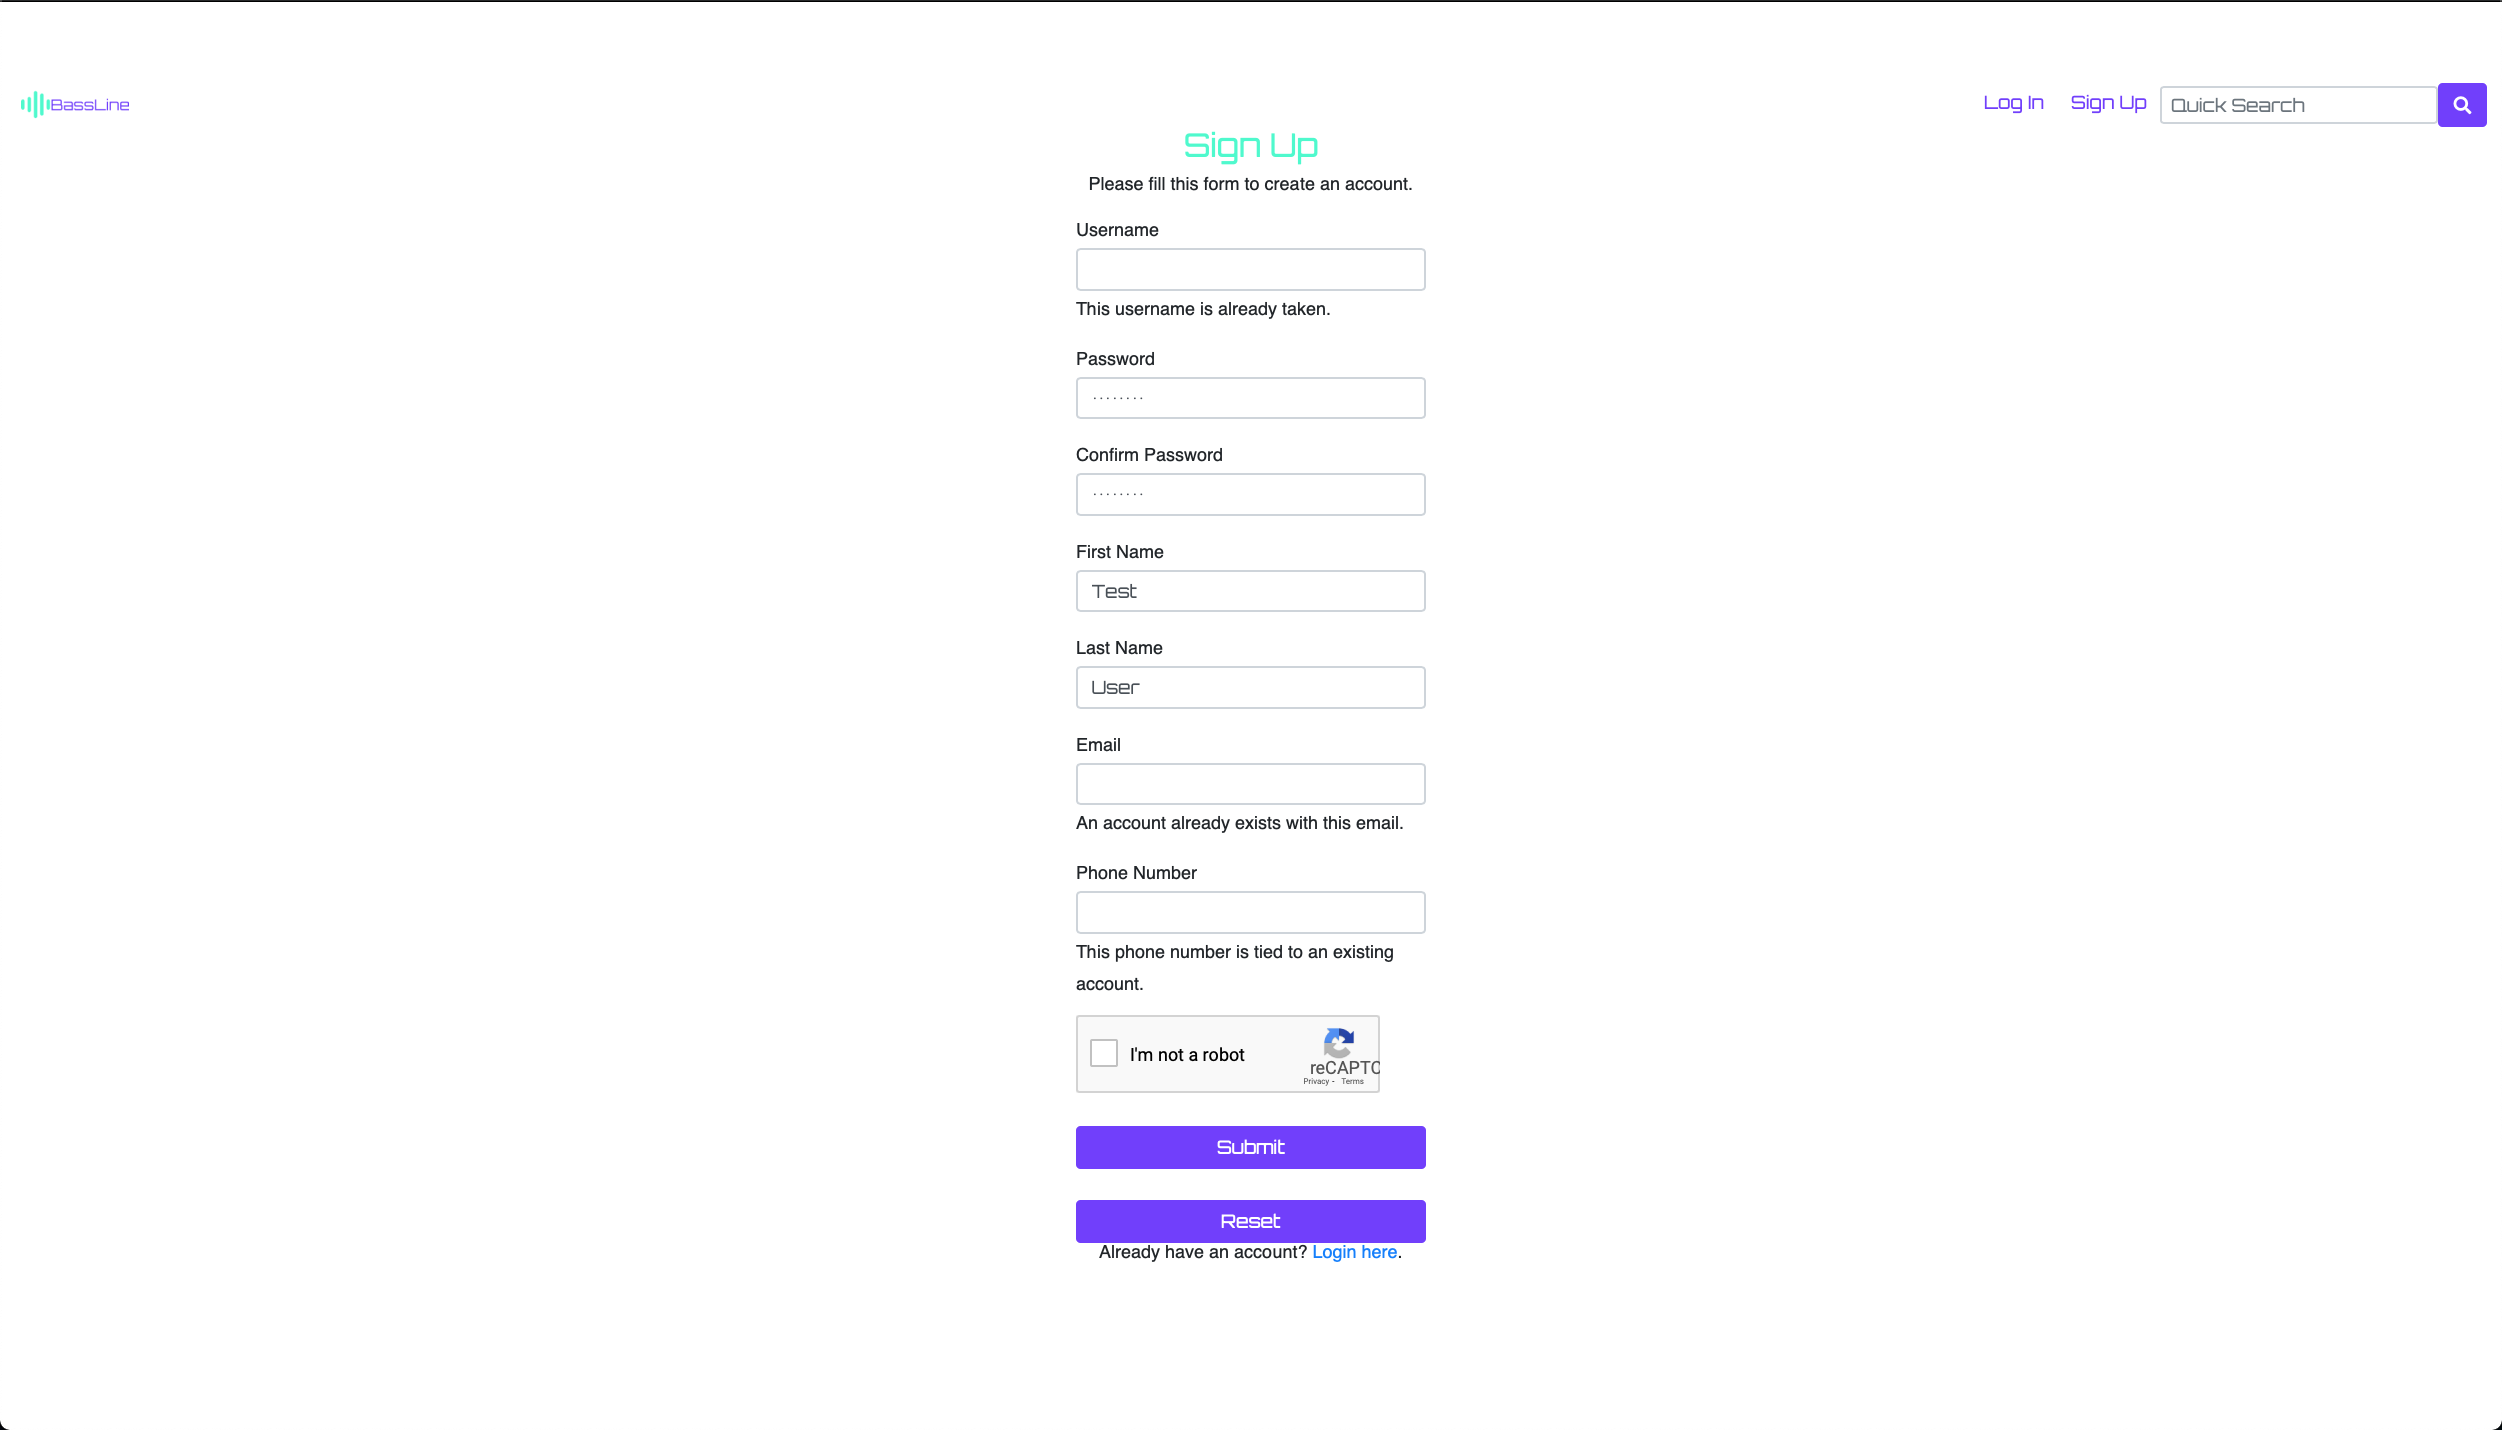 BassLine
Log In
Sign Up
Quick Search
Sign Up
Please fill this form to create an account.
Username
This username is already taken.
Password
Confirm Password
First Name
Test
Last Name
User
Email
An account already exists with this email.
Phone Number
This phone number is tied to an existing
account.
I'm not a robot
reCAPTC
Privacy - Terms
Submit
Reset
Already have an account? Login here.